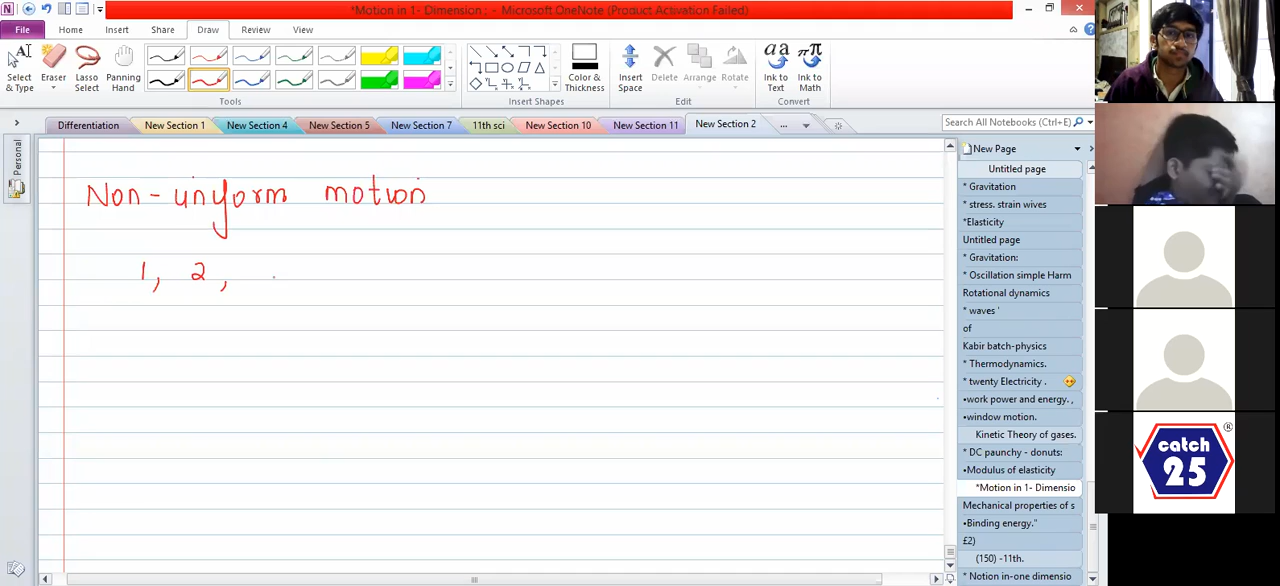 *Motion in 1- Dimension : - Microsoft OneNote (Product Activation Failed)
File Home Insert Share Draw Review View
Select & Type
Eraser
Lasso Select
Panning Hand
Color & Thickness
Insert Space
Delete
Arrange
Rotate
Ink to Text
Ink to Math
Tools
Insert Shapes
Edit
Convert
Differentiation New Section 1 New Section 4 New Section 5 New Section 7 11th sci New Section 10 New Section 11 New Section 2 ...
Search All Notebooks (Ctrl+E)
Personal
Non-uniform motion
1, 2,
New Page
Untitled page
* Gravitation
* stress. strain wives
*Elasticity
Untitled page
* Gravitation:
* Oscillation simple Harm
Rotational dynamics
* waves '
of
Kabir batch-physics
* Thermodynamics.
* twenty Electricity .
•work power and energy. ,
•window motion.
Kinetic Theory of gases.
* DC paunchy - donuts:
•Modulus of elasticity
*Motion in 1- Dimensio
Mechanical properties of s
•Binding energy."
£2)
(150) -11th.
* Notion in-one dimensio
catch
25
®